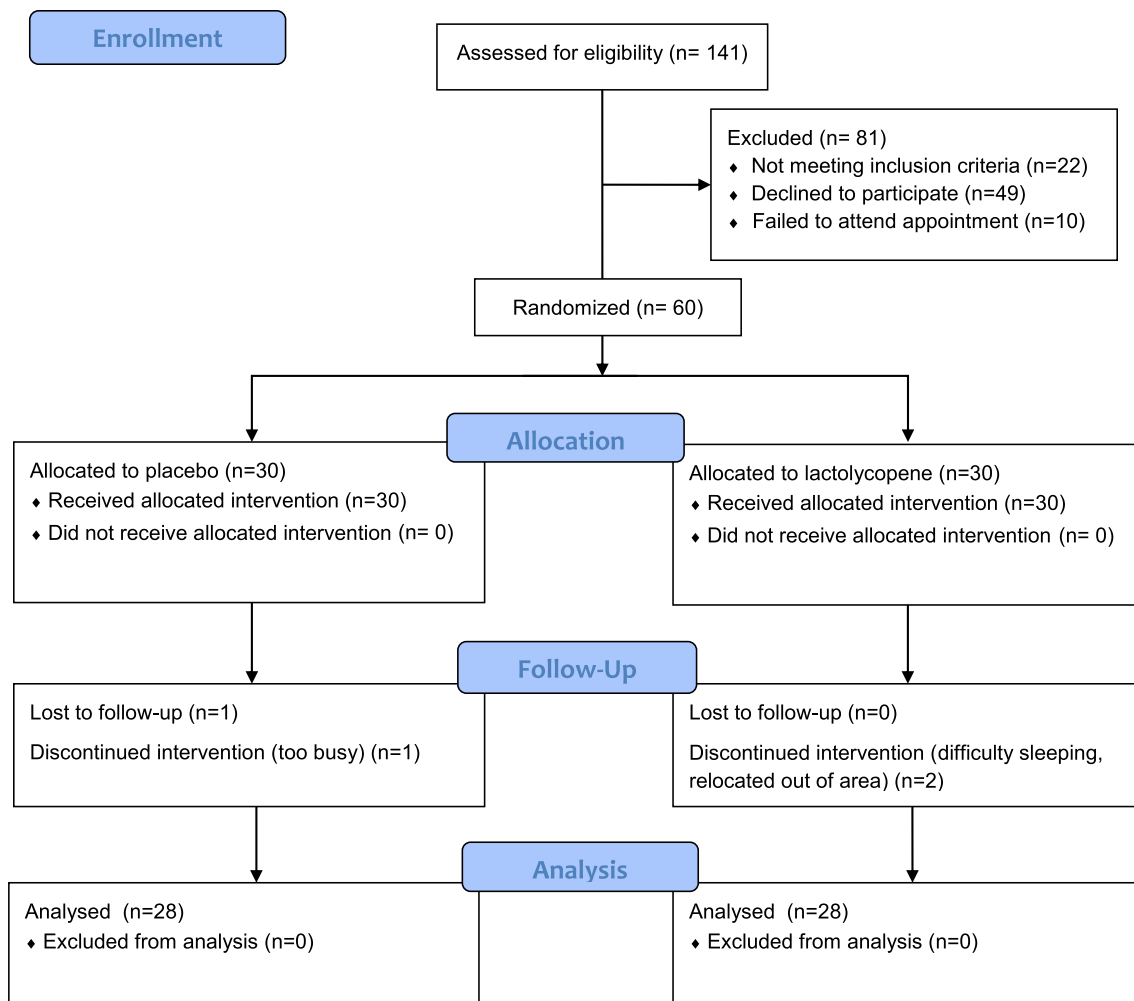 Enrollment
Assessed for eligibility (n= 141)
Excluded (n= 81)
♦ Not meeting inclusion criteria (n=22)
♦ Declined to participate (n=49)
♦ Failed to attend appointment (n=10)
Randomized (n= 60)
Allocation
Allocated to placebo (n=30)
♦ Received allocated intervention (n=30)
♦ Did not receive allocated intervention (n= 0)
Allocated to lactolycopene (n=30)
♦ Received allocated intervention (n=30)
♦ Did not receive allocated intervention (n= 0)
Follow-Up
Lost to follow-up (n=1)
Discontinued intervention (too busy) (n=1)
Lost to follow-up (n=0)
Discontinued intervention (difficulty sleeping,
relocated out of area) (n=2)
Analysis
Analysed (n=28)
♦ Excluded from analysis (n=0)
Analysed (n=28)
♦ Excluded from analysis (n=0)